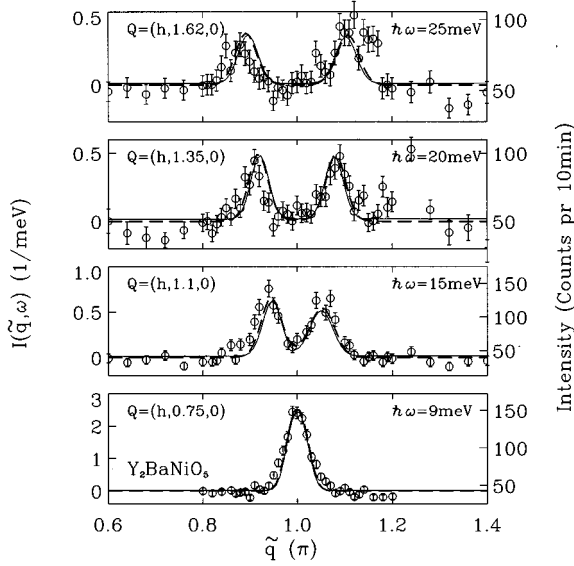 0.5
Q=(h,1.62,0)
ħω=25meV
100
0
50
0.5
Q=(h,1.35,0)
ħω=20meV
100
0
50
1.0
Q=(h,1.1,0)
ħω=15meV
150
0.5
100
0
50
3
Q=(h,0.75,0)
ħω=9meV
150
2
100
1
Y₂BaNiO₅
0
50
0.6 0.8 1.0 1.2 1.4
q̃ (π)
I(q̃,ω) (1/meV)
Intensity (Counts pr 10min)